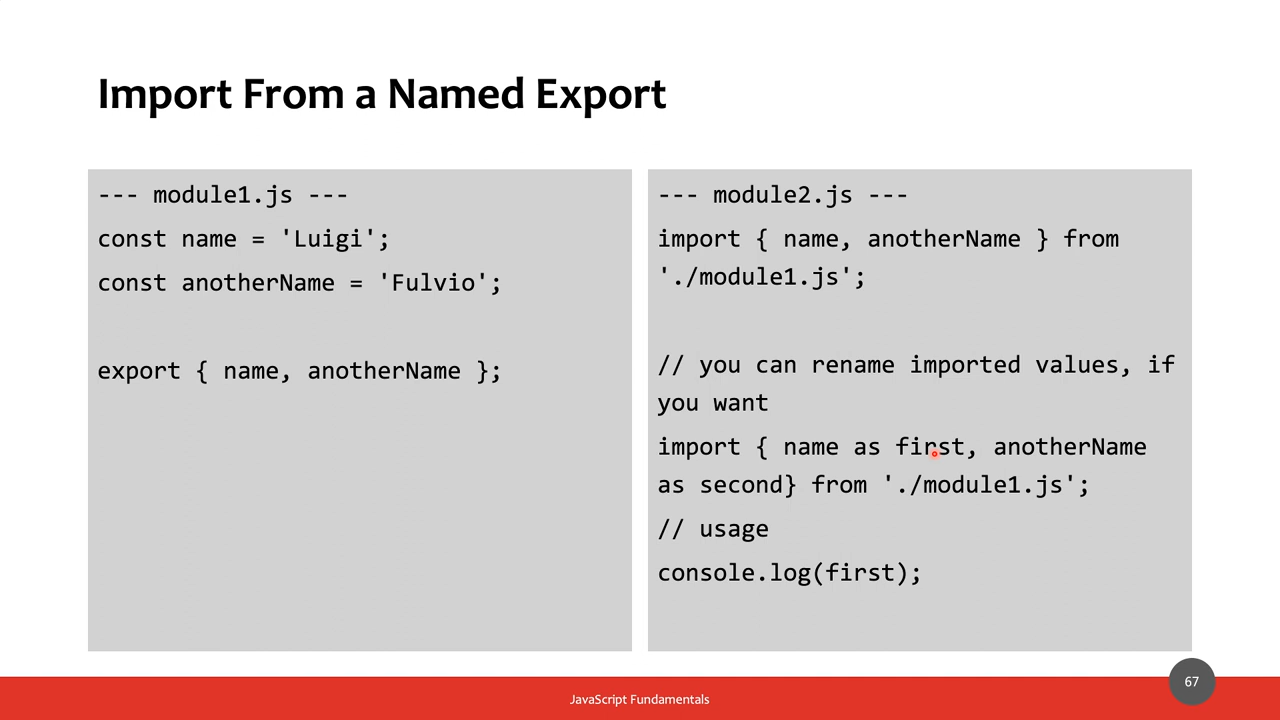 Import From a Named Export
--- module1.js ---
const name = 'Luigi';
const anotherName = 'Fulvio';
export { name, anotherName };
--- module2.js ---
import { name, anotherName } from
'./module1.js';
// you can rename imported values, if
you want
import { name as first, anotherName
as second} from './module1.js';
// usage
console.log(first);
67
JavaScript Fundamentals